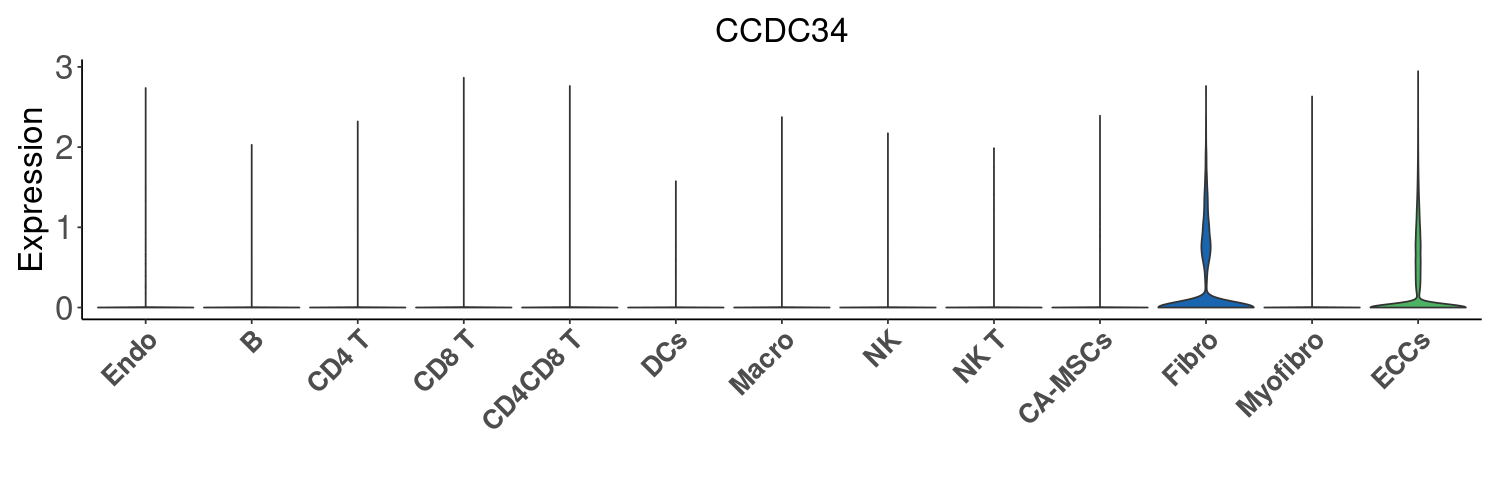 CCDC34
Expression
3
2
1
0
Endo
B
CD4 T
CD8 T
CD4CD8 T
DCs
Macro
NK
NK T
CA-MSCs
Fibro
Myofibro
ECCs